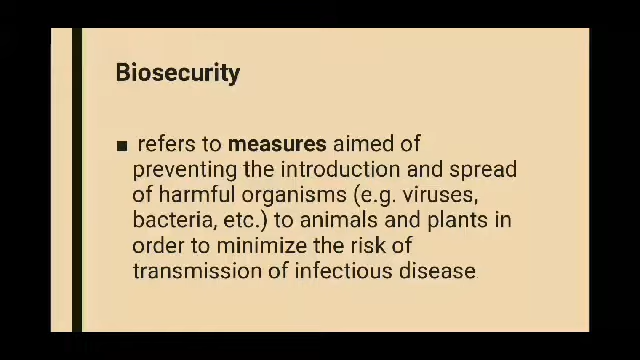 Biosecurity
■ refers to measures aimed of
preventing the introduction and spread
of harmful organisms (e.g. viruses,
bacteria, etc.) to animals and plants in
order to minimize the risk of
transmission of infectious disease